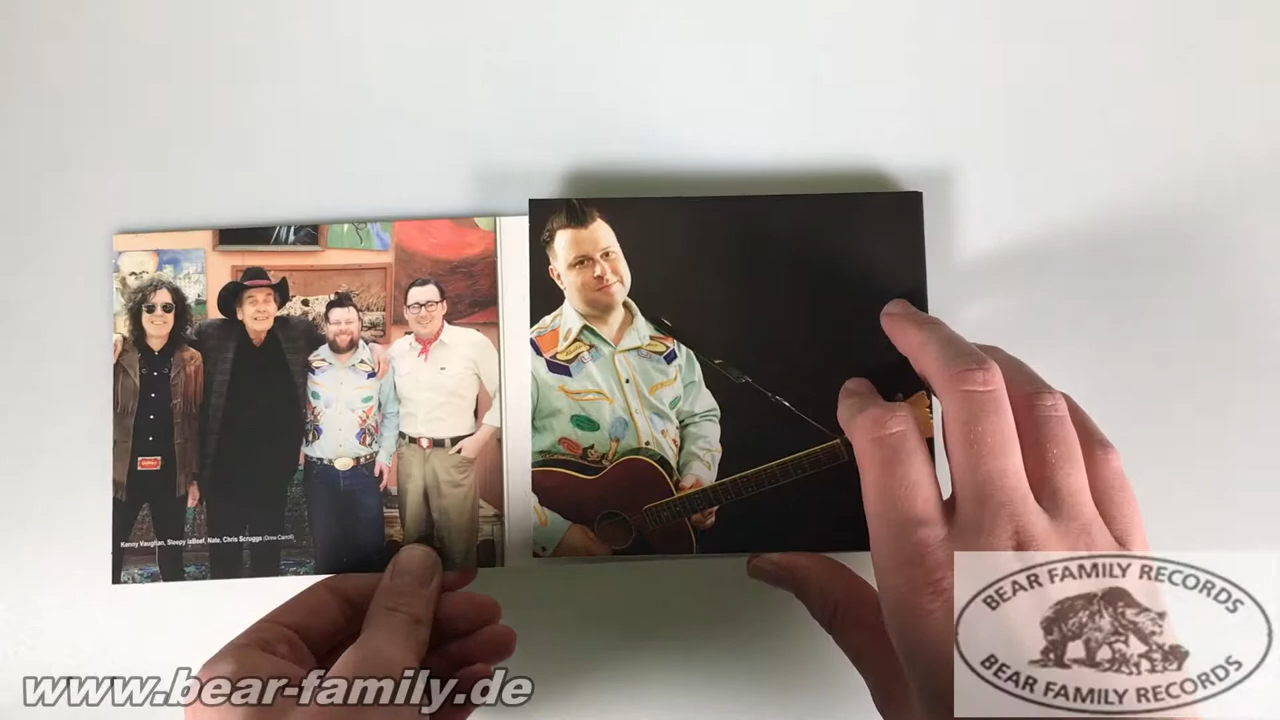 Kenny Vaughan, Sleepy laBeef, Nate, Chris Scruggs (Drew Carroll)
www.bear-family.de
BEAR FAMILY RECORDS
BEAR FAMILY RECORDS